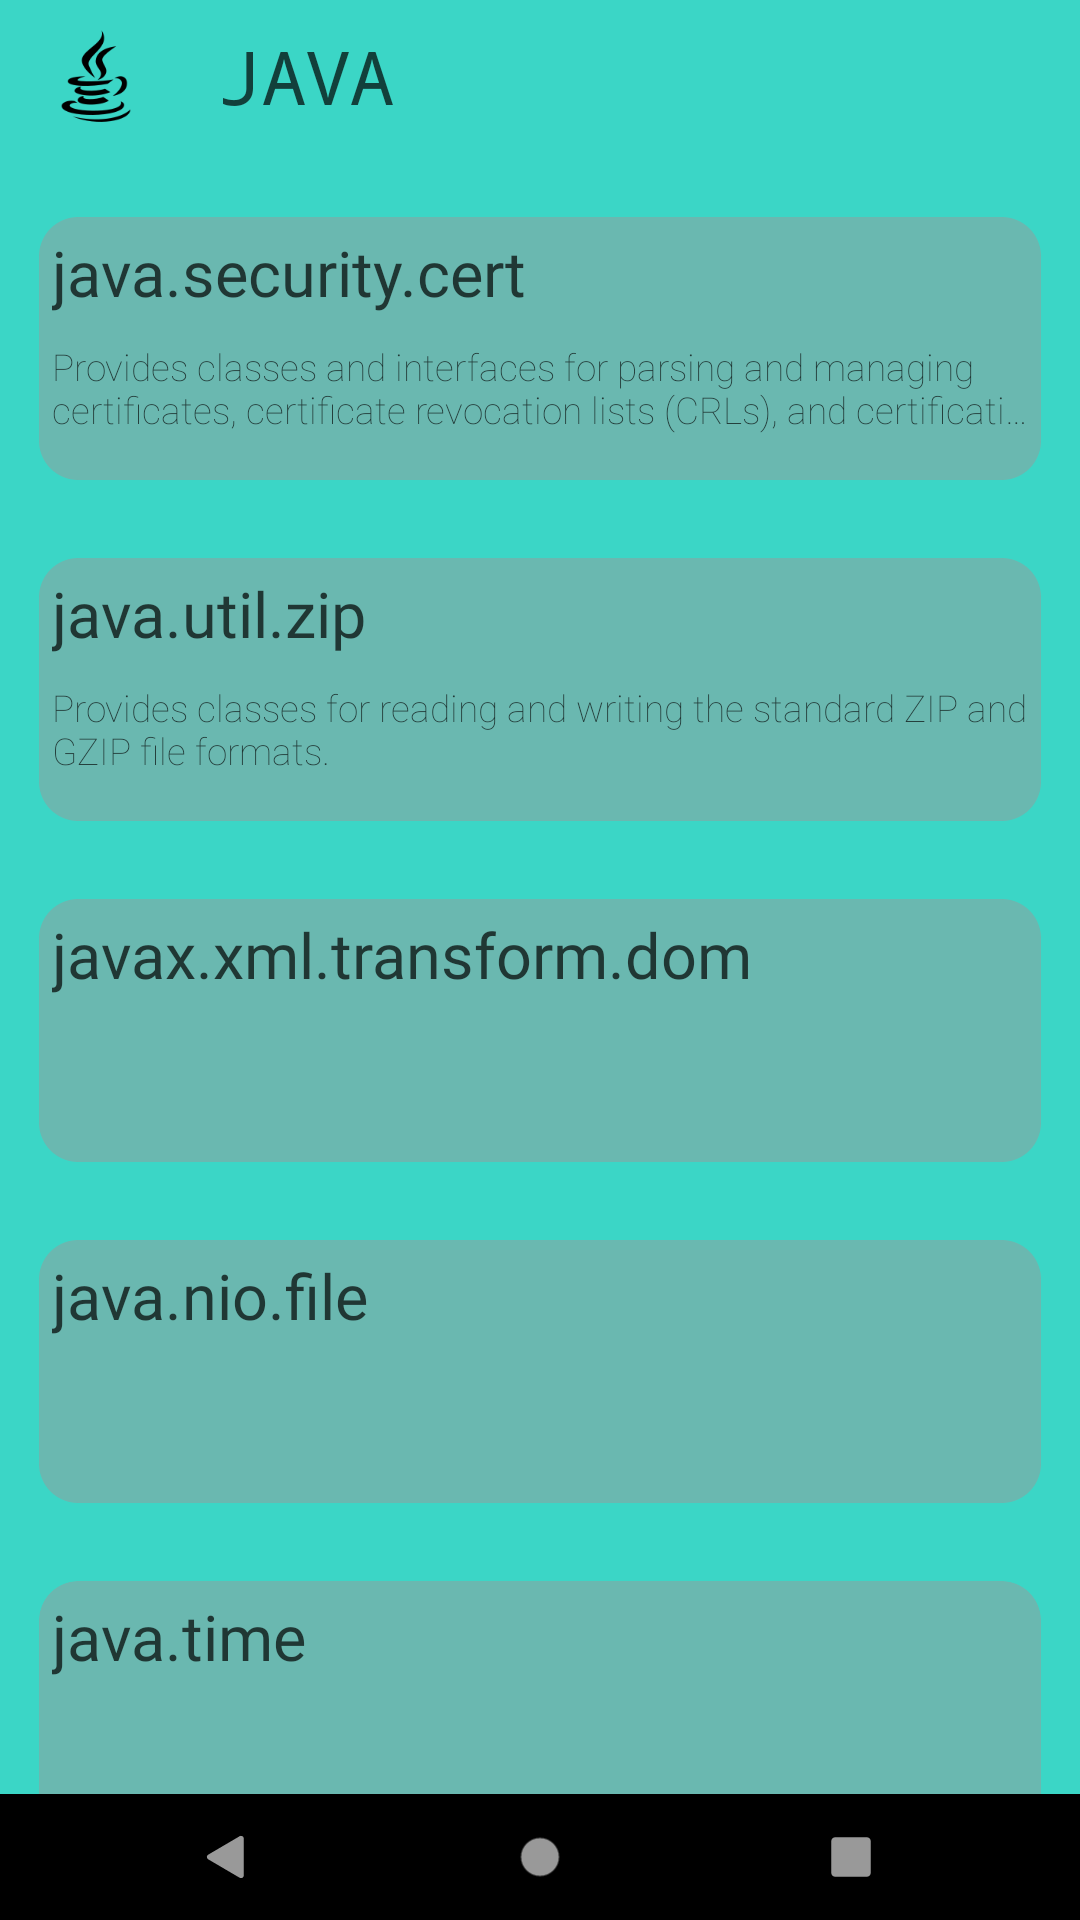 JAVA
java.security.cert
Provides classes and interfaces for parsing and managing
certificates, certificate revocation lists (CRLs), and certificati...
java.util.zip
Provides classes for reading and writing the standard ZIP and
GZIP file formats.
javax.xml.transform.dom
java.nio.file
java.time